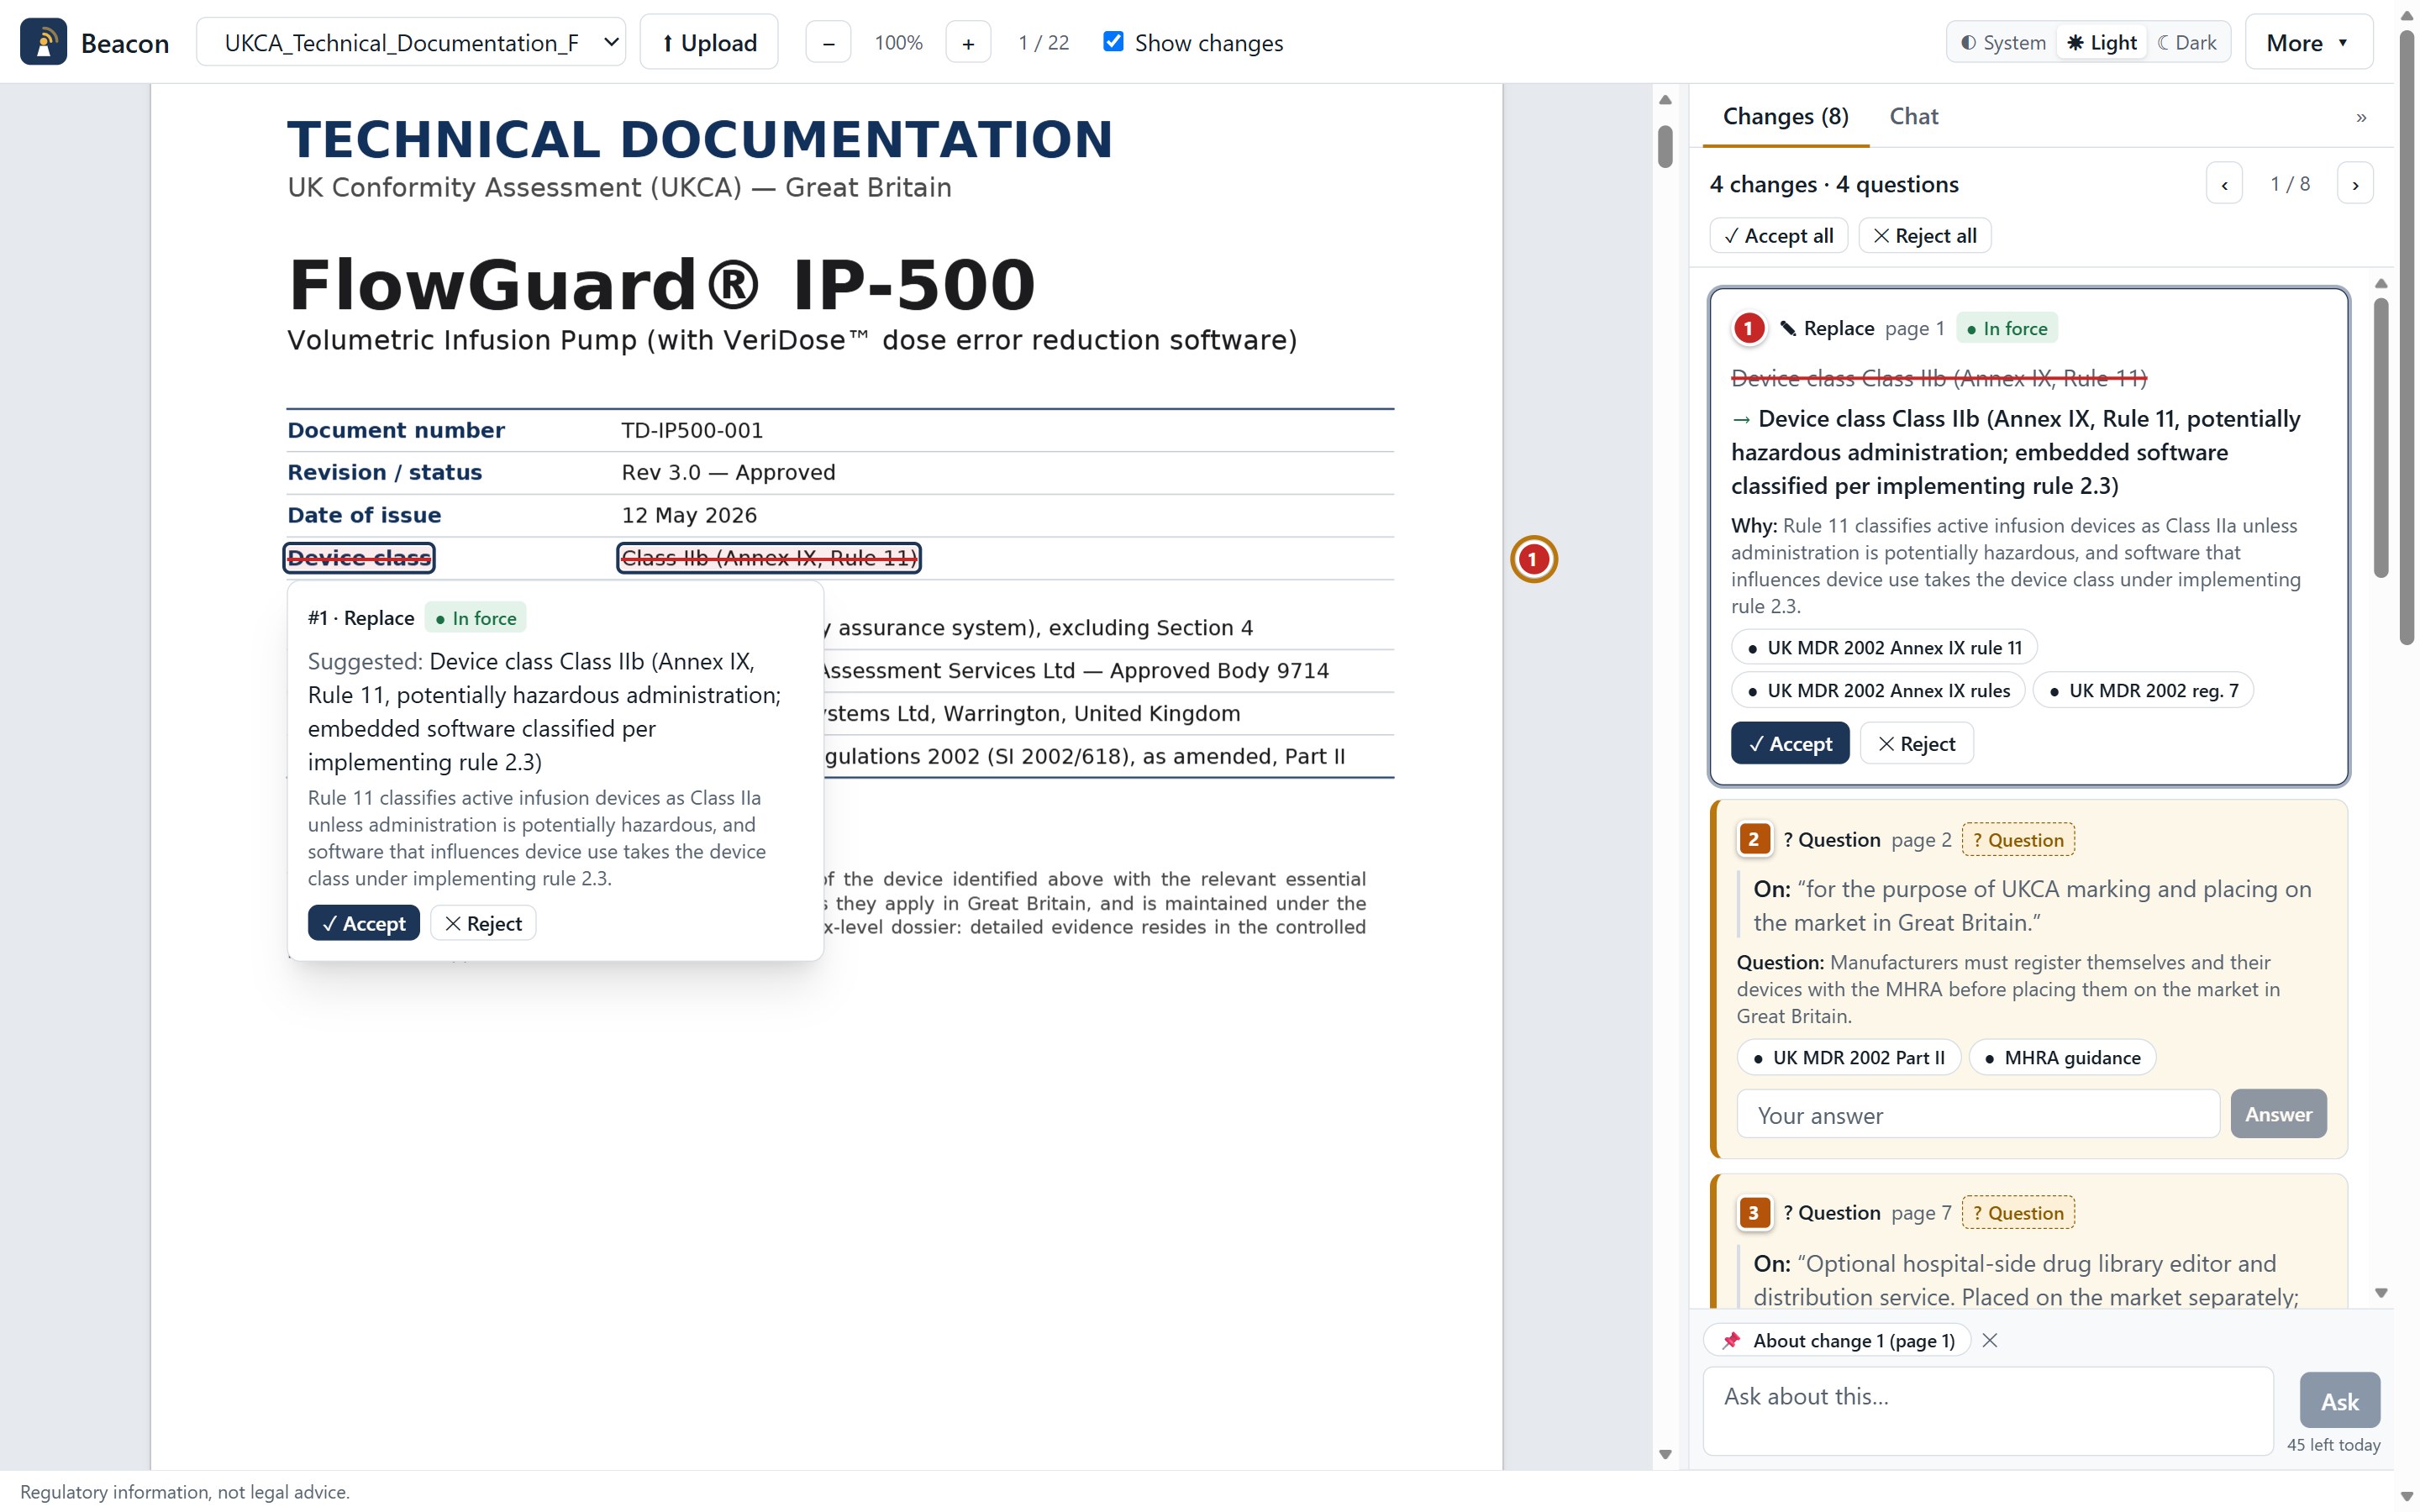 Beacon
UKCA_Technical_Documentation_F
Upload
− 100% + 1 / 22 Show changes
System Light Dark
More
TECHNICAL DOCUMENTATION
UK Conformity Assessment (UKCA) — Great Britain
FlowGuard® IP-500
Volumetric Infusion Pump (with VeriDose™ dose error reduction software)
Document number TD-IP500-001
Revision / status Rev 3.0 — Approved
Date of issue 12 May 2026
Device class Class IIb (Annex IX, Rule 11)
1
#1 · Replace In force
Suggested: Device class Class IIb (Annex IX,
Rule 11, potentially hazardous administration;
embedded software classified per
implementing rule 2.3)
Rule 11 classifies active infusion devices as Class IIa
unless administration is potentially hazardous, and
software that influences device use takes the device
class under implementing rule 2.3.
✓ Accept ✕ Reject
y assurance system), excluding Section 4
Assessment Services Ltd — Approved Body 9714
stems Ltd, Warrington, United Kingdom
gulations 2002 (SI 2002/618), as amended, Part II
of the device identified above with the relevant essential
s they apply in Great Britain, and is maintained under the
x-level dossier: detailed evidence resides in the controlled
Changes (8) Chat »
4 changes · 4 questions ‹ 1 / 8 ›
✓ Accept all ✕ Reject all
1 Replace page 1 In force
Device class Class IIb (Annex IX, Rule 11)
→ Device class Class IIb (Annex IX, Rule 11, potentially
hazardous administration; embedded software
classified per implementing rule 2.3)
Why: Rule 11 classifies active infusion devices as Class IIa unless
administration is potentially hazardous, and software that
influences device use takes the device class under implementing
rule 2.3.
UK MDR 2002 Annex IX rule 11
UK MDR 2002 Annex IX rules UK MDR 2002 reg. 7
✓ Accept ✕ Reject
2 ? Question page 2 ? Question
On: “for the purpose of UKCA marking and placing on
the market in Great Britain.”
Question: Manufacturers must register themselves and their
devices with the MHRA before placing them on the market in
Great Britain.
UK MDR 2002 Part II MHRA guidance
Your answer Answer
3 ? Question page 7 ? Question
On: “Optional hospital-side drug library editor and
distribution service. Placed on the market separately;
About change 1 (page 1) ✕
Ask about this...
Ask
45 left today
Regulatory information, not legal advice.